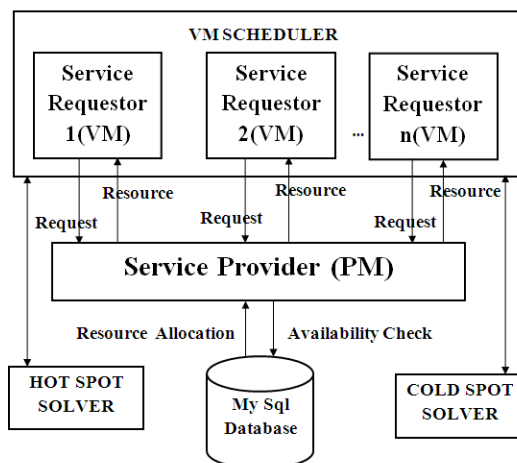 VM SCHEDULER
Service
Requestor
1(VM)
Service
Requestor
2(VM)
...
Service
Requestor
n(VM)
Request
Resource
Request
Resource
Request
Resource
Service Provider (PM)
Resource Allocation
Availability Check
HOT SPOT
SOLVER
My Sql
Database
COLD SPOT
SOLVER